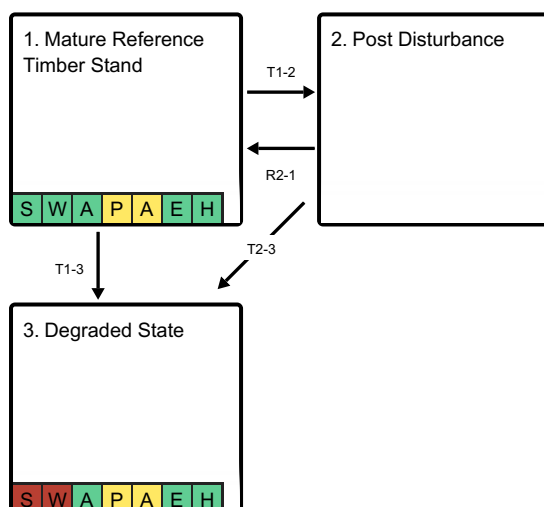 1. Mature Reference
Timber Stand
2. Post Disturbance
T1-2
R2-1
S W A P A E H
T1-3
T2-3
3. Degraded State
S W A P A E H